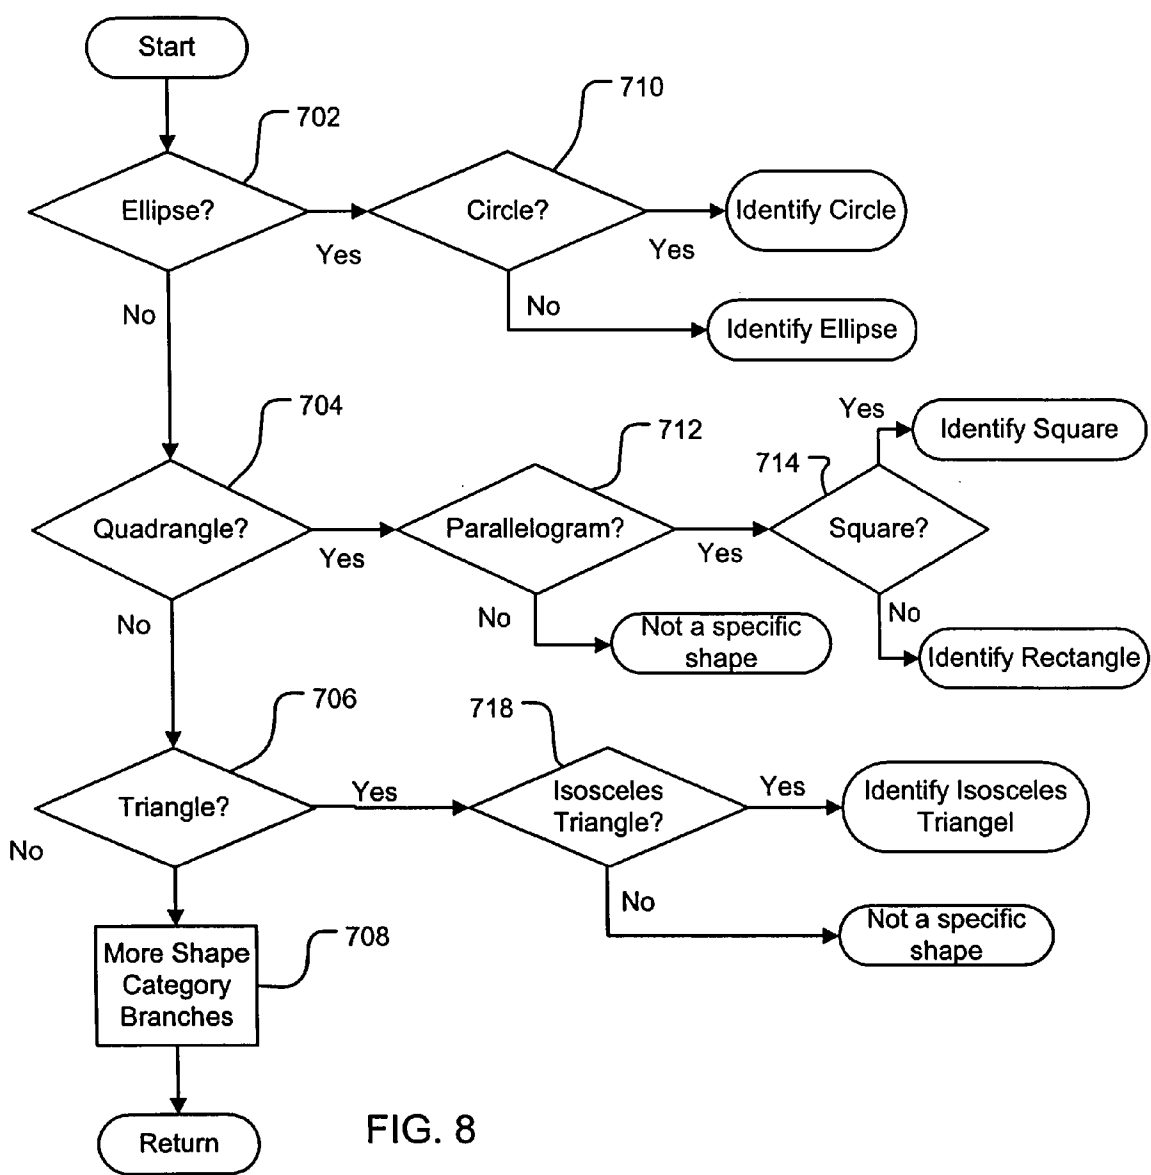 Start
702
710
Ellipse?
Yes
Circle?
Yes
Identify Circle
No
No
Identify Ellipse
704
712
714
Yes
Identify Square
Quadrangle?
Yes
Parallelogram?
Yes
Square?
No
No
Not a specific
shape
No
Identify Rectangle
706
718
Triangle?
Yes
Isosceles
Triangle?
Yes
Identify Isosceles
Triangel
No
No
Not a specific
shape
More Shape
Category
Branches
708
Return
FIG. 8